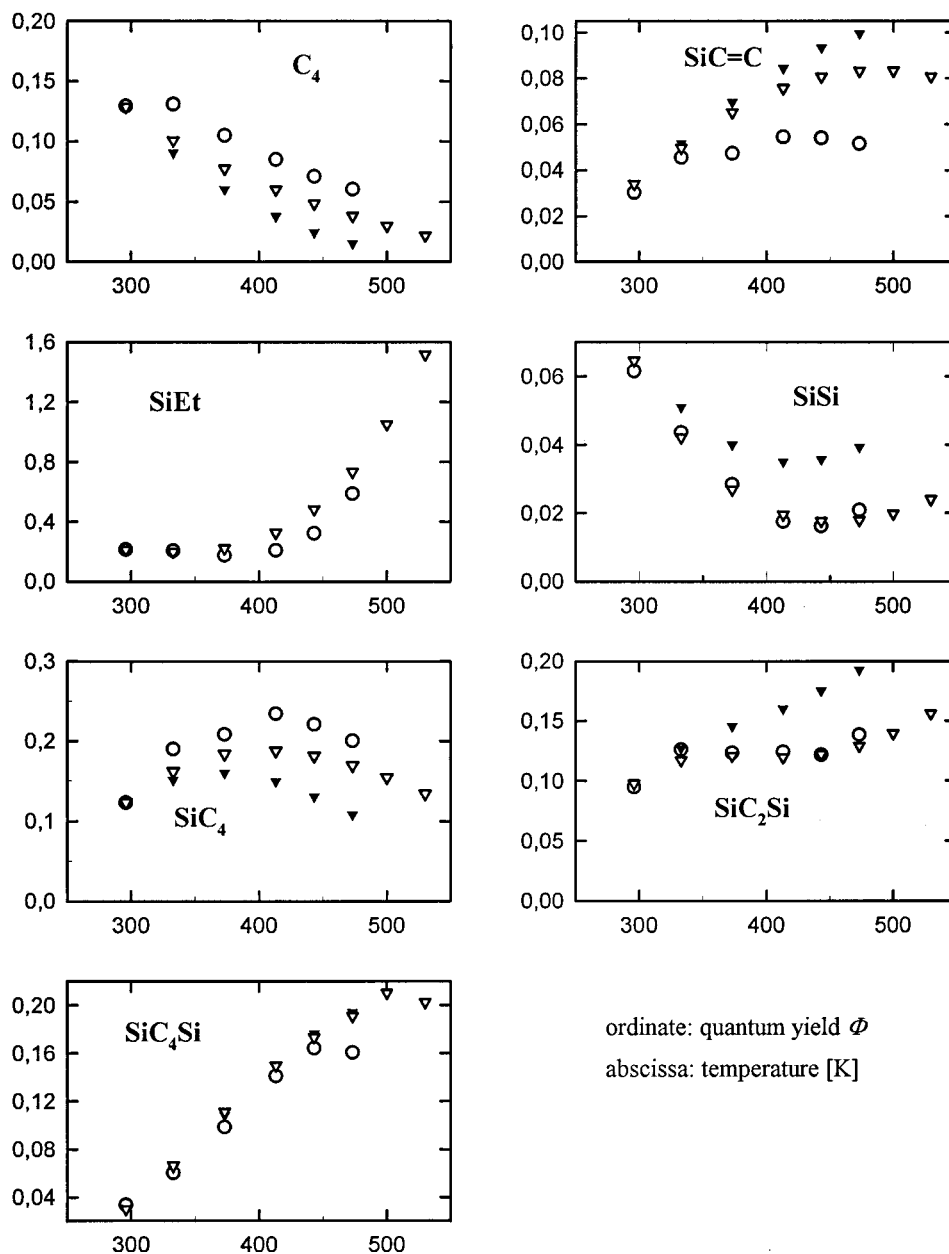 0,20
0,15
0,10
0,05
0,00
C₄
300 400 500
0,10
0,08
0,06
0,04
0,02
0,00
SiC=C
300 400 500
1,6
1,2
0,8
0,4
0,0
SiEt
300 400 500
0,06
0,04
0,02
0,00
SiSi
300 400 500
0,3
0,2
0,1
0,0
SiC₄
300 400 500
0,20
0,15
0,10
0,05
0,00
SiC₂Si
300 400 500
0,20
0,16
0,12
0,08
0,04
SiC₄Si
300 400 500
ordinate: quantum yield Φ
abscissa: temperature [K]